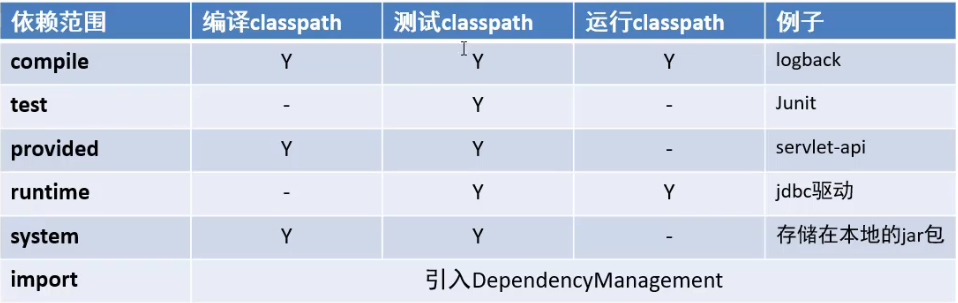 依赖范围 编译classpath 测试classpath 运行classpath 例子
compile Y Y Y logback
test - Y - Junit
provided Y Y - servlet-api
runtime - Y Y jdbc驱动
system Y Y - 存储在本地的jar包
import 引入DependencyManagement